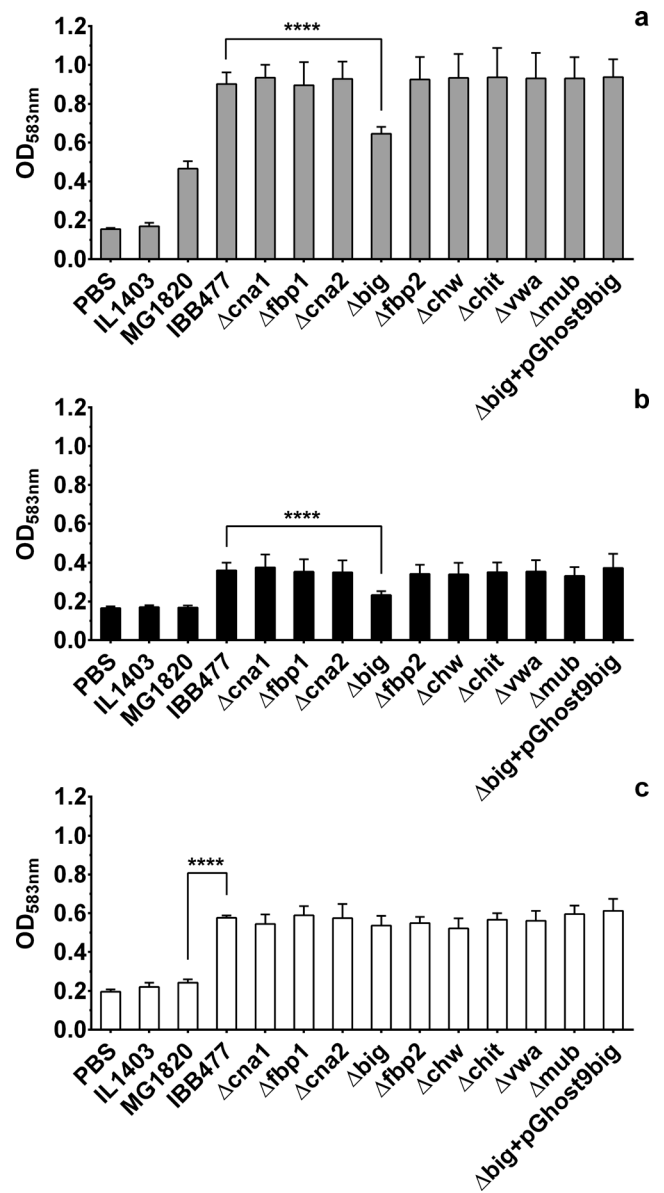 a
****
1.2
1.0
0.8
0.6
0.4
0.2
0.0
OD583nm
PBS
IL1403
MG1820
IBB477
Δcna1
Δfbp1
Δcna2
Δbig
Δfbp2
Δchw
Δchit
Δvwa
Δmub
Δbig+pGhost9big
b
****
1.2
1.0
0.8
0.6
0.4
0.2
0.0
OD583nm
PBS
IL1403
MG1820
IBB477
Δcna1
Δfbp1
Δcna2
Δbig
Δfbp2
Δchw
Δchit
Δvwa
Δmub
Δbig+pGhost9big
c
****
1.2
1.0
0.8
0.6
0.4
0.2
0.0
OD583nm
PBS
IL1403
MG1820
IBB477
Δcna1
Δfbp1
Δcna2
Δbig
Δfbp2
Δchw
Δchit
Δvwa
Δmub
Δbig+pGhost9big